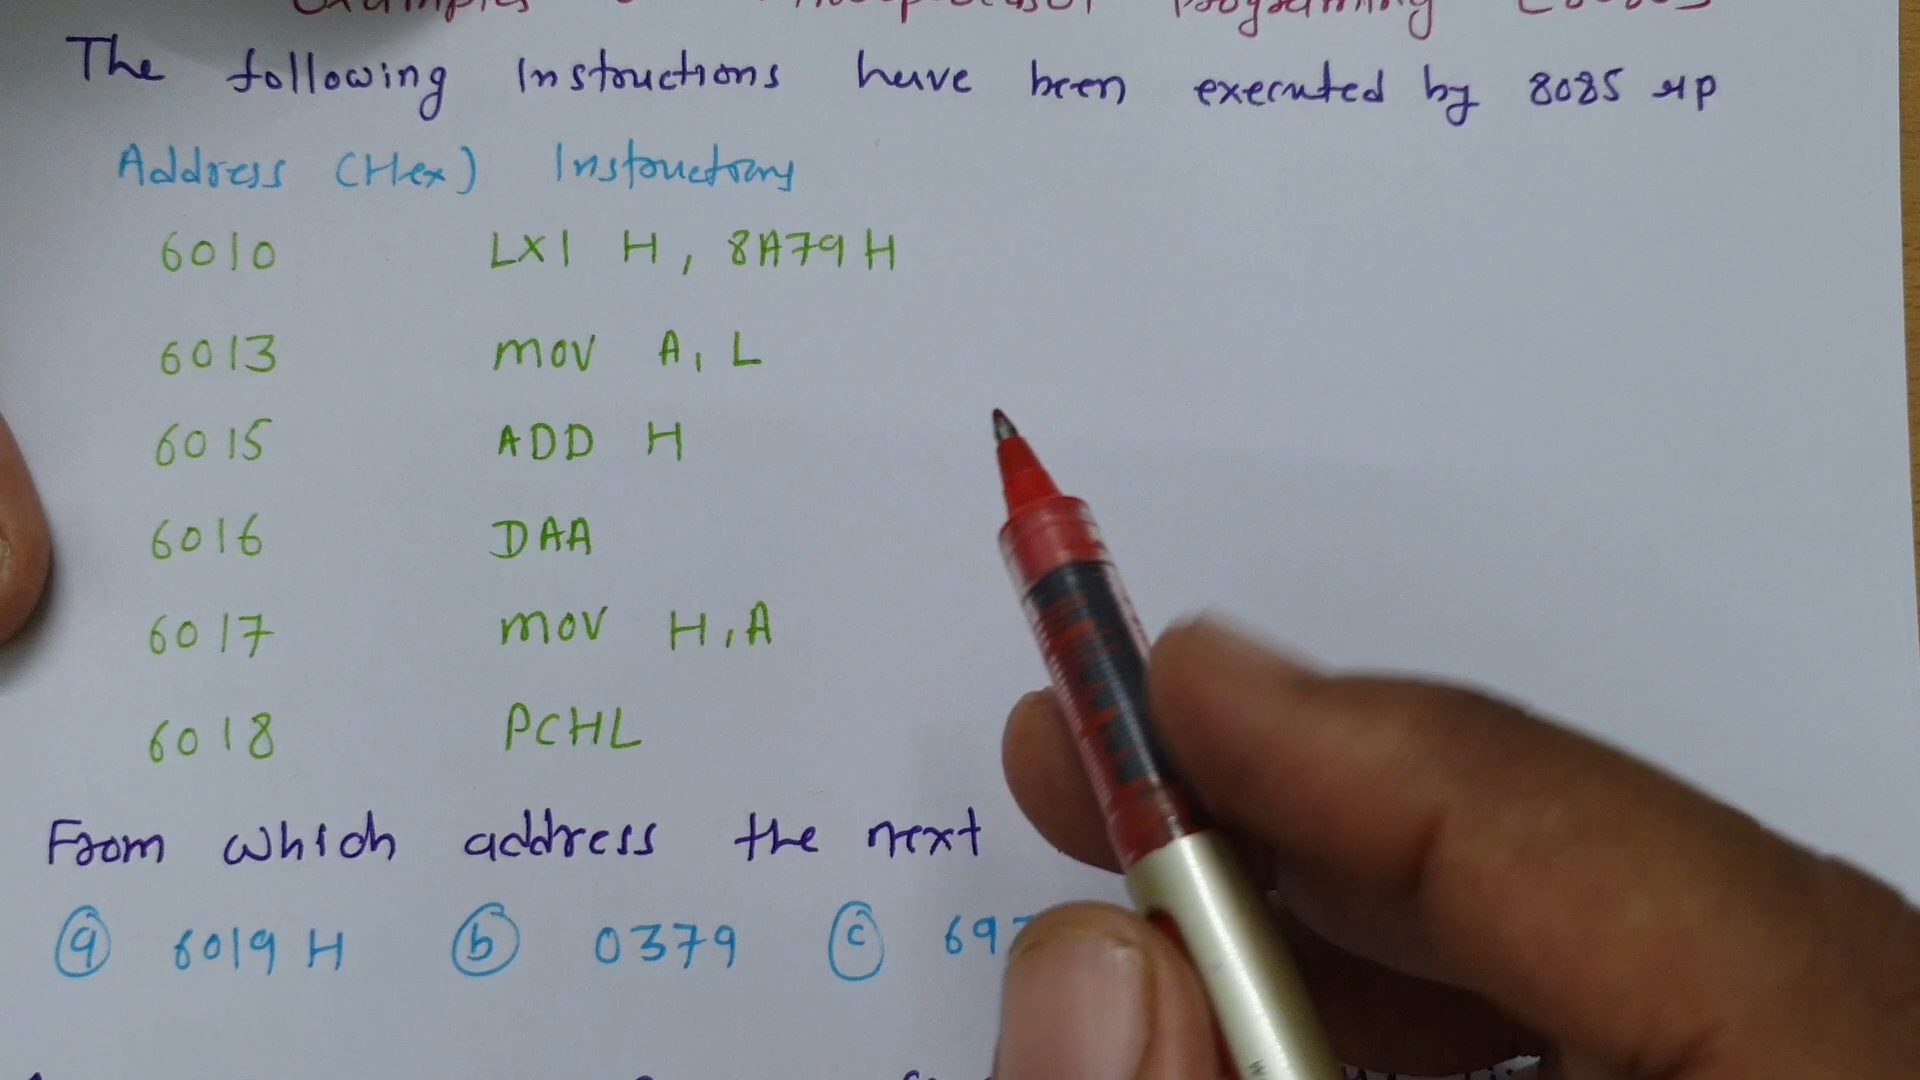 The following Instructions have been executed by 8085 μp
Address (Hex) Instructions
6010 LXI H, 8A79 H
6013 MOV A, L
6015 ADD H
6016 DAA
6017 MOV H, A
6018 PCHL
From which address the next
(a) 6019 H (b) 0379 (c) 69